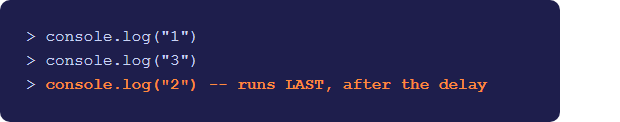 > console.log("1")
> console.log("3")
> console.log("2") -- runs LAST, after the delay